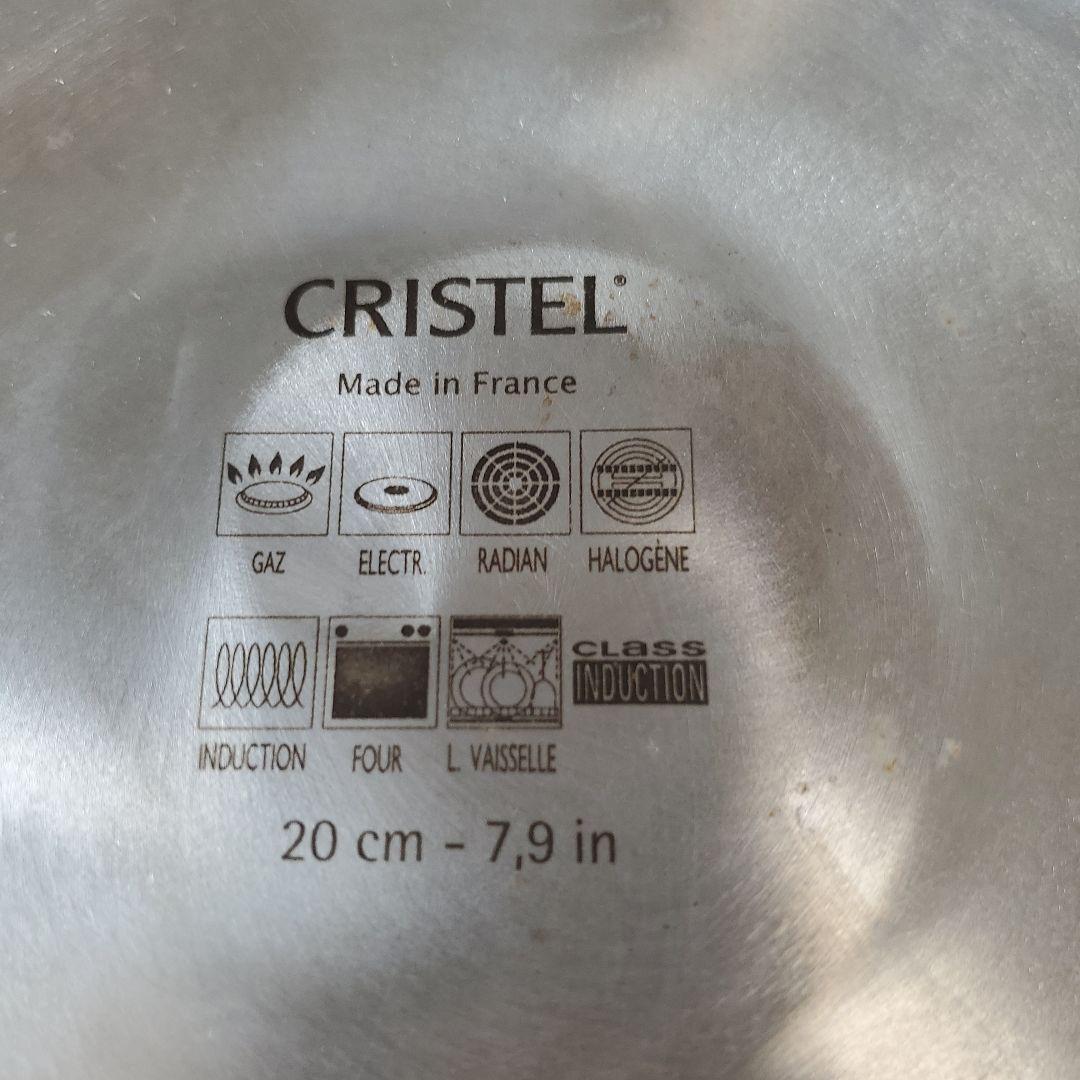 CRISTEL®
Made in France
GAZ ELECTR. RADIAN HALOGÈNE
CLASS
INDUCTION
INDUCTION FOUR L. VAISSELLE
20 cm - 7,9 in